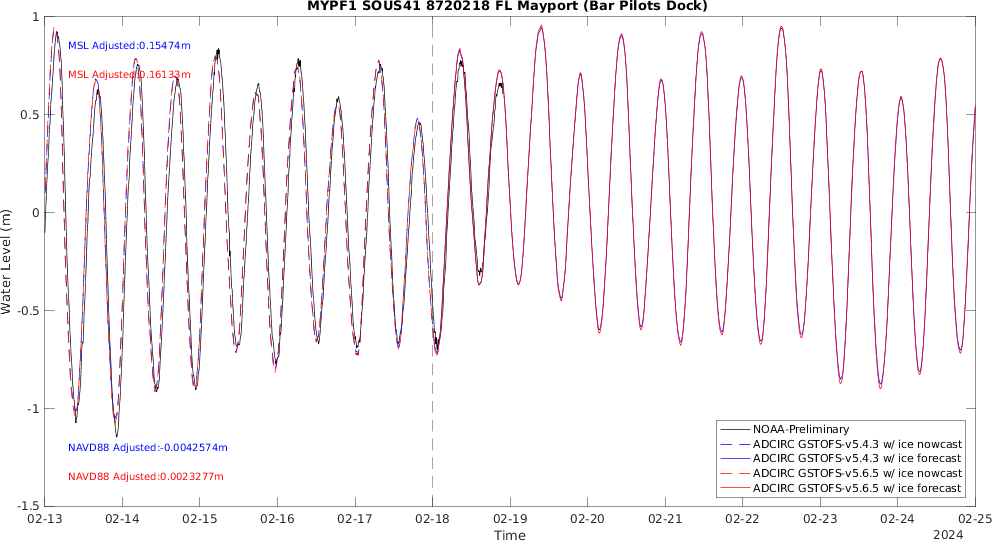 MYPF1 SOUS41 8720218 FL Mayport (Bar Pilots Dock)
MSL Adjusted:0.15474m
MSL Adjusted:0.16133m
NAVD88 Adjusted:-0.0042574m
NAVD88 Adjusted:0.0023277m
Water Level (m)
1
0.5
0
-0.5
-1
-1.5
NOAA-Preliminary
ADCIRC GSTOFS-v5.4.3 w/ ice nowcast
ADCIRC GSTOFS-v5.4.3 w/ ice forecast
ADCIRC GSTOFS-v5.6.5 w/ ice nowcast
ADCIRC GSTOFS-v5.6.5 w/ ice forecast
02-13 02-14 02-15 02-16 02-17 02-18 02-19 02-20 02-21 02-22 02-23 02-24 02-25
Time
2024